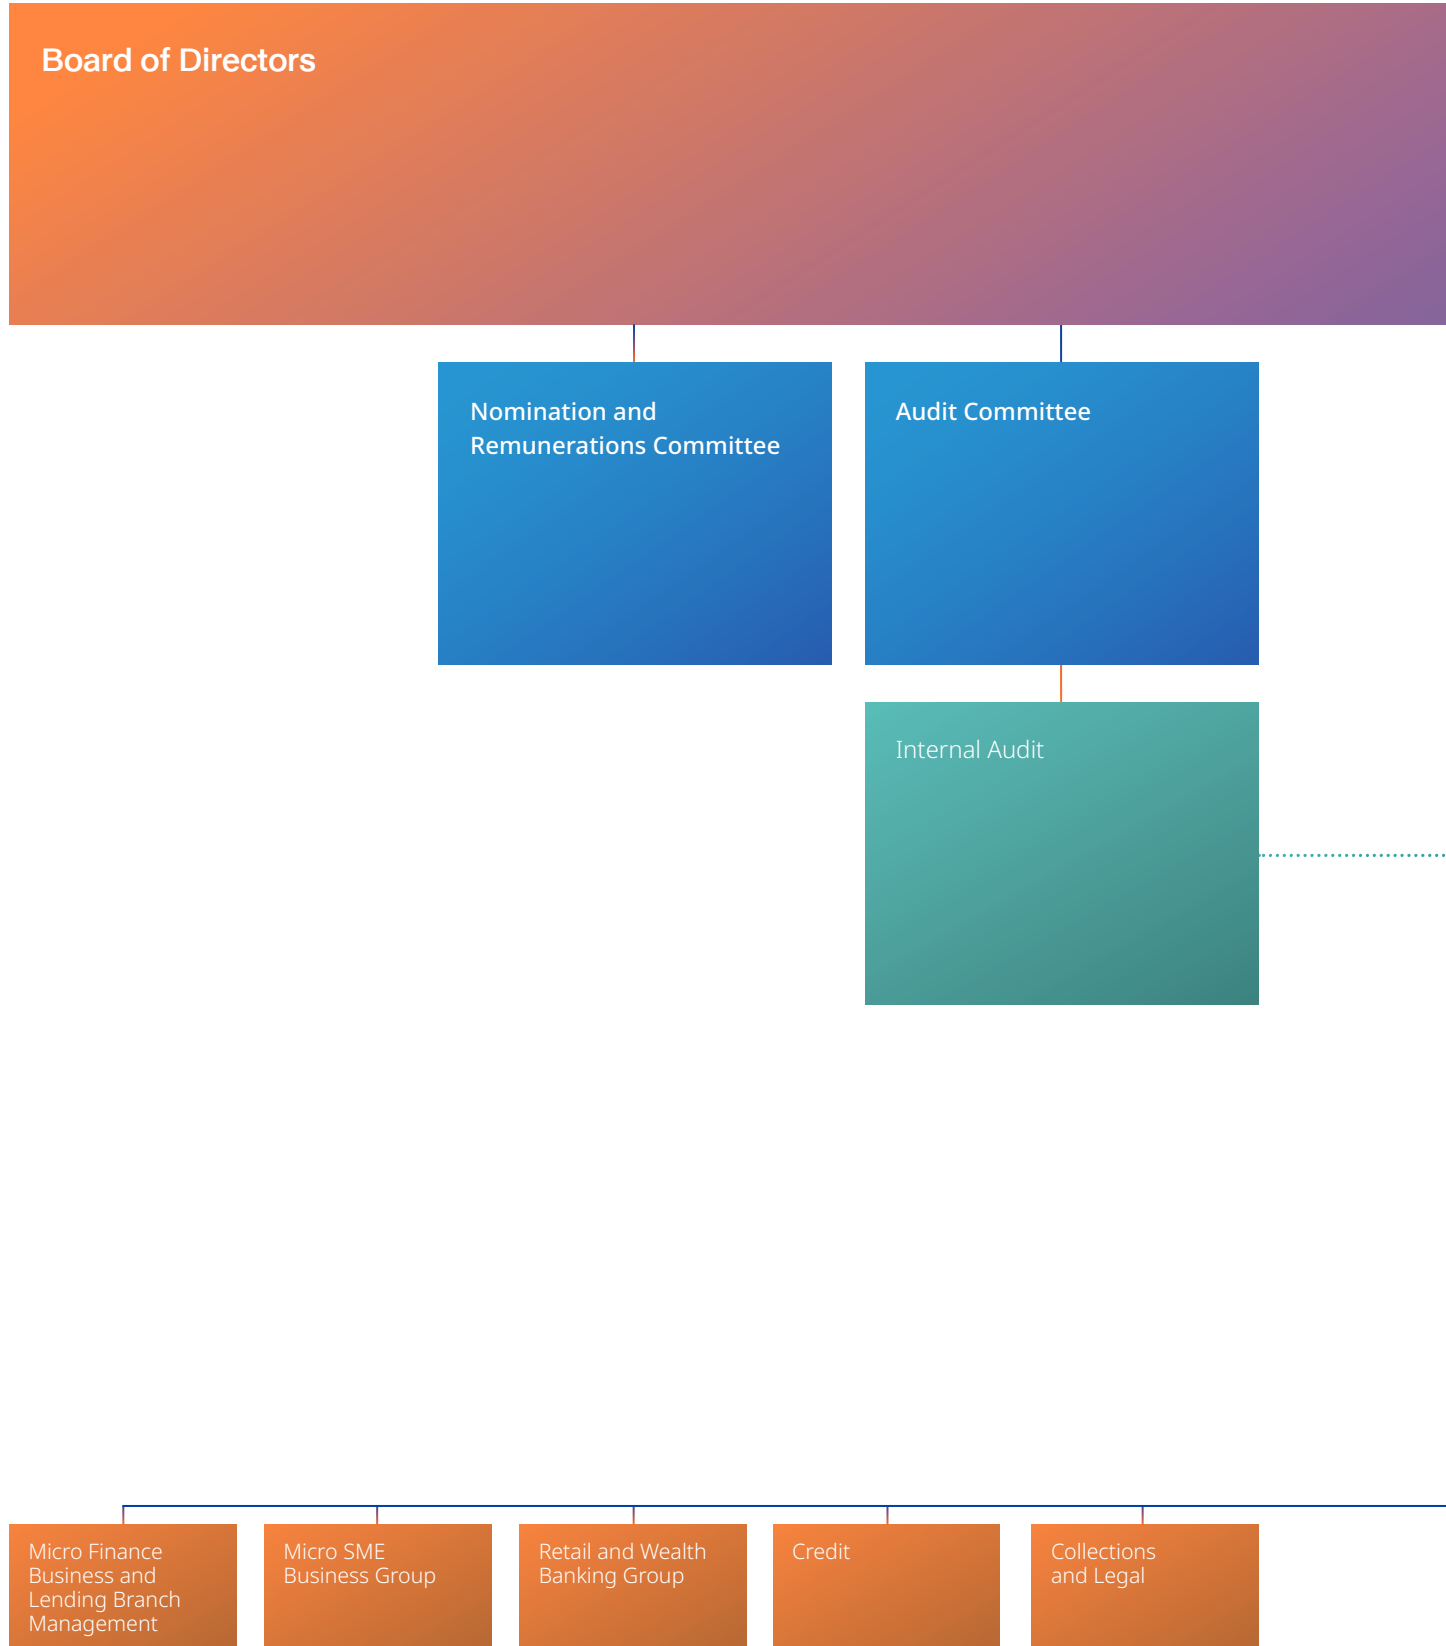 Board of Directors
Nomination and
Remunerations Committee
Audit Committee
Internal Audit
Micro Finance
Business and
Lending Branch
Management
Micro SME
Business Group
Retail and Wealth
Banking Group
Credit
Collections
and Legal